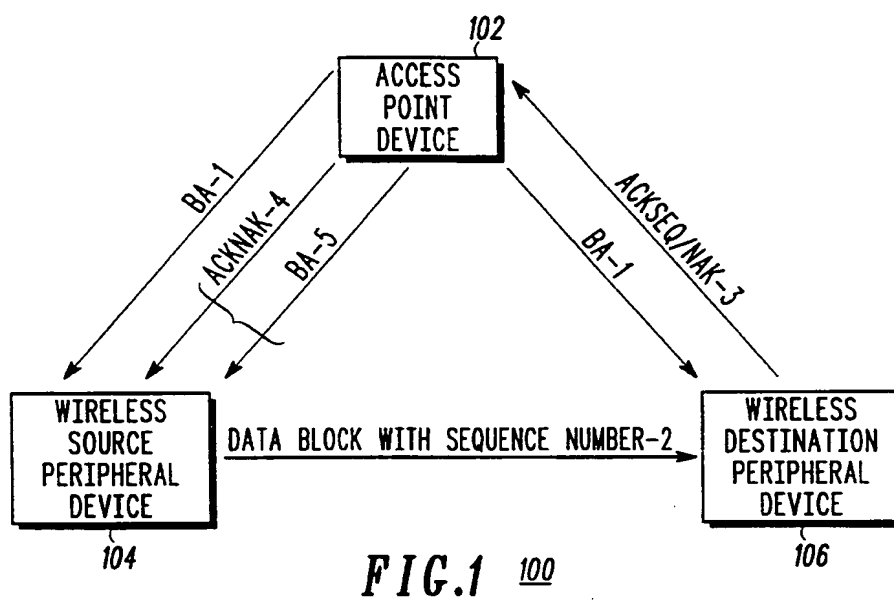 102
ACCESS
POINT
DEVICE
BA-1
ACKNAK-4
BA-5
BA-1
ACKSEQ/NAK-3
WIRELESS
SOURCE
PERIPHERAL
DEVICE
104
DATA BLOCK WITH SEQUENCE NUMBER-2
WIRELESS
DESTINATION
PERIPHERAL
DEVICE
106
FIG.1 100